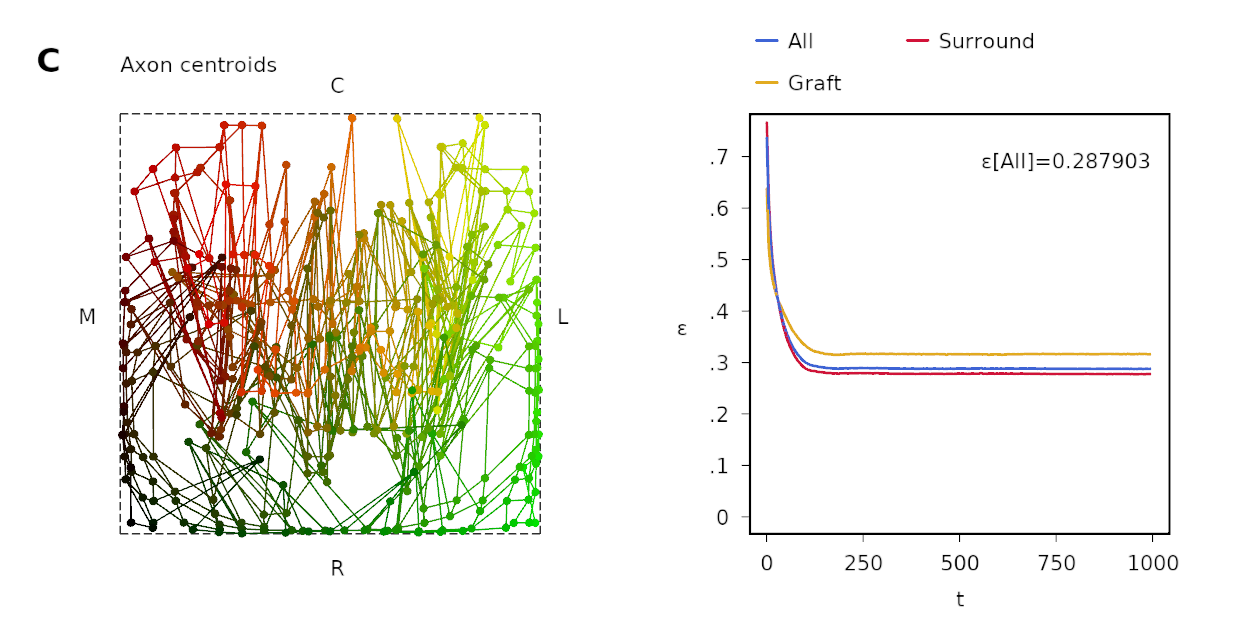 C
Axon centroids
C
M
L
R
All
Surround
Graft
ε[All]=0.287903
.7
.6
.5
.4
.3
.2
.1
0
ε
0 250 500 750 1000
t